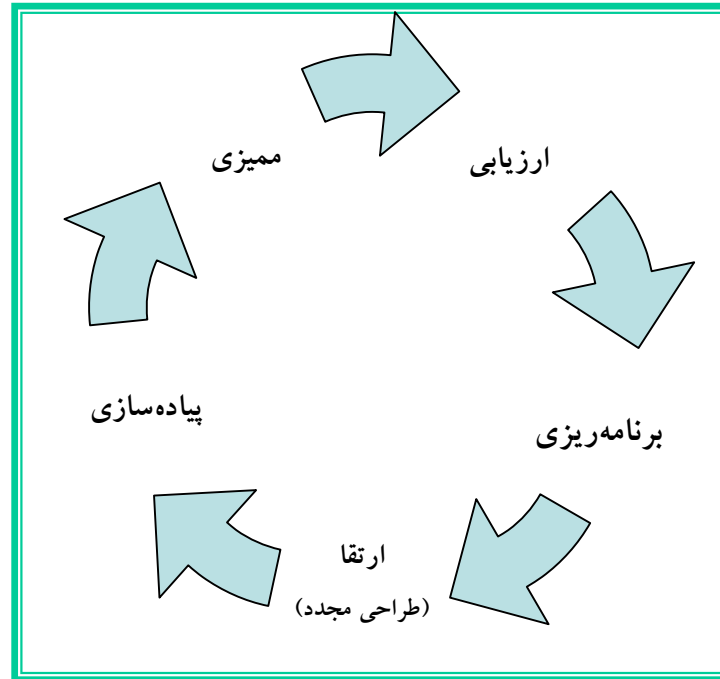 ممیزی
ارزیابی
پیاده‌سازی
برنامه‌ریزی
ارتقا
(طراحی مجدد)